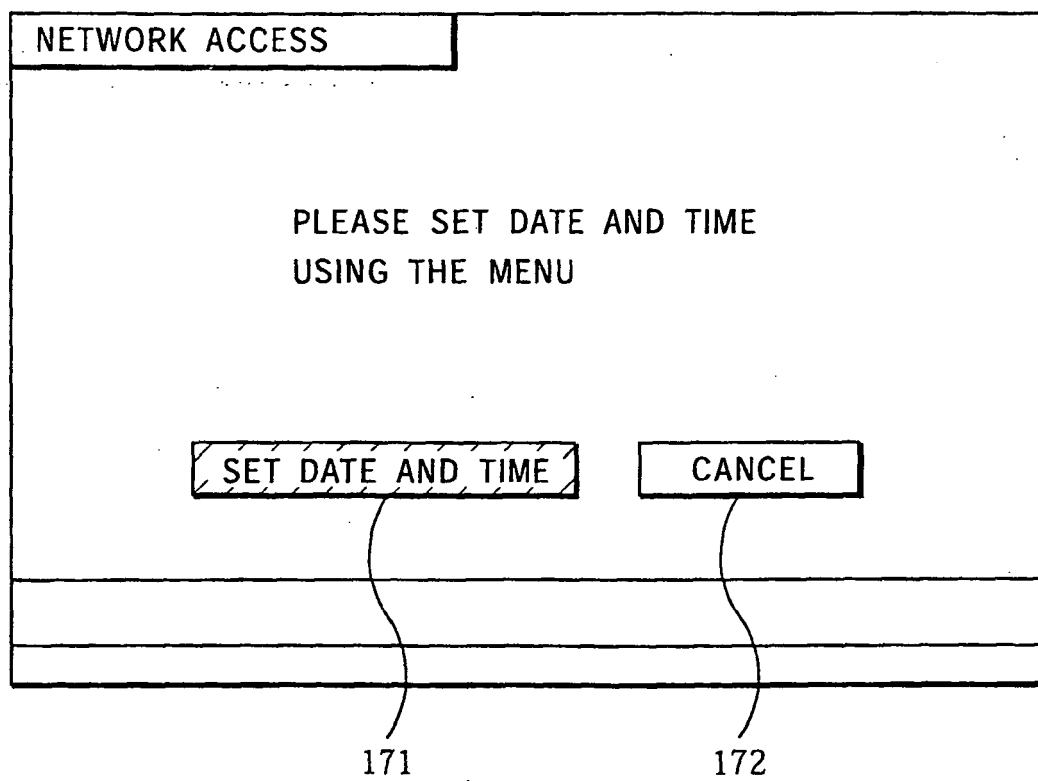 NETWORK ACCESS
PLEASE SET DATE AND TIME
USING THE MENU
SET DATE AND TIME
CANCEL
171
172